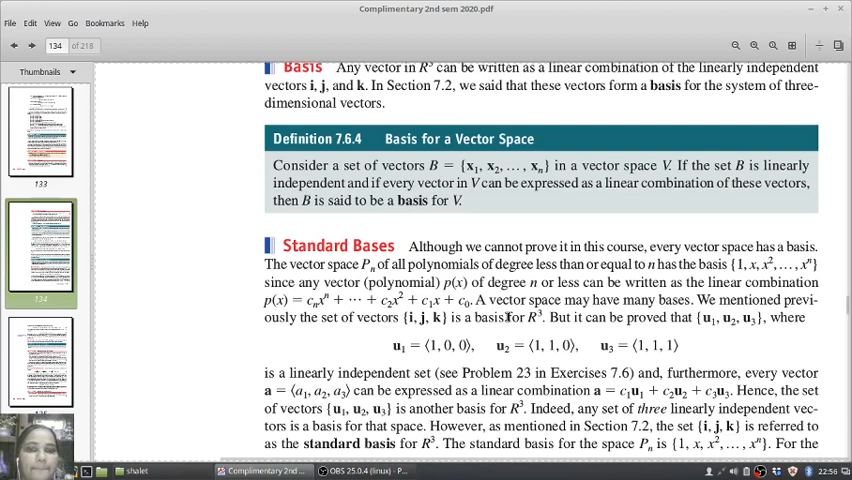 Complimentary 2nd sem 2020.pdf
File Edit View Go Bookmarks Help
134 of 218
Thumbnails
133
134
Basis Any vector in R³ can be written as a linear combination of the linearly independent
vectors i, j, and k. In Section 7.2, we said that these vectors form a basis for the system of three-
dimensional vectors.
Definition 7.6.4 Basis for a Vector Space
Consider a set of vectors B = {x₁, x₂, … , xₙ} in a vector space V. If the set B is linearly
independent and if every vector in V can be expressed as a linear combination of these vectors,
then B is said to be a basis for V.
Standard Bases Although we cannot prove it in this course, every vector space has a basis.
The vector space Pₙ of all polynomials of degree less than or equal to n has the basis {1, x, x², … , xⁿ}
since any vector (polynomial) p(x) of degree n or less can be written as the linear combination
p(x) = cₙxⁿ + ⋯ + c₂x² + c₁x + c₀. A vector space may have many bases. We mentioned previ-
ously the set of vectors {i, j, k} is a basis for R³. But it can be proved that {u₁, u₂, u₃}, where
u₁ = ⟨1, 0, 0⟩, u₂ = ⟨1, 1, 0⟩, u₃ = ⟨1, 1, 1⟩
is a linearly independent set (see Problem 23 in Exercises 7.6) and, furthermore, every vector
a = ⟨a₁, a₂, a₃⟩ can be expressed as a linear combination a = c₁u₁ + c₂u₂ + c₃u₃. Hence, the set
of vectors {u₁, u₂, u₃} is another basis for R³. Indeed, any set of three linearly independent vec-
tors is a basis for that space. However, as mentioned in Section 7.2, the set {i, j, k} is referred to
as the standard basis for R³. The standard basis for the space Pₙ is {1, x, x², … , xⁿ}. For the
shalet Complimentary 2nd ... OBS 25.0.4 (linux) - P... 22:56